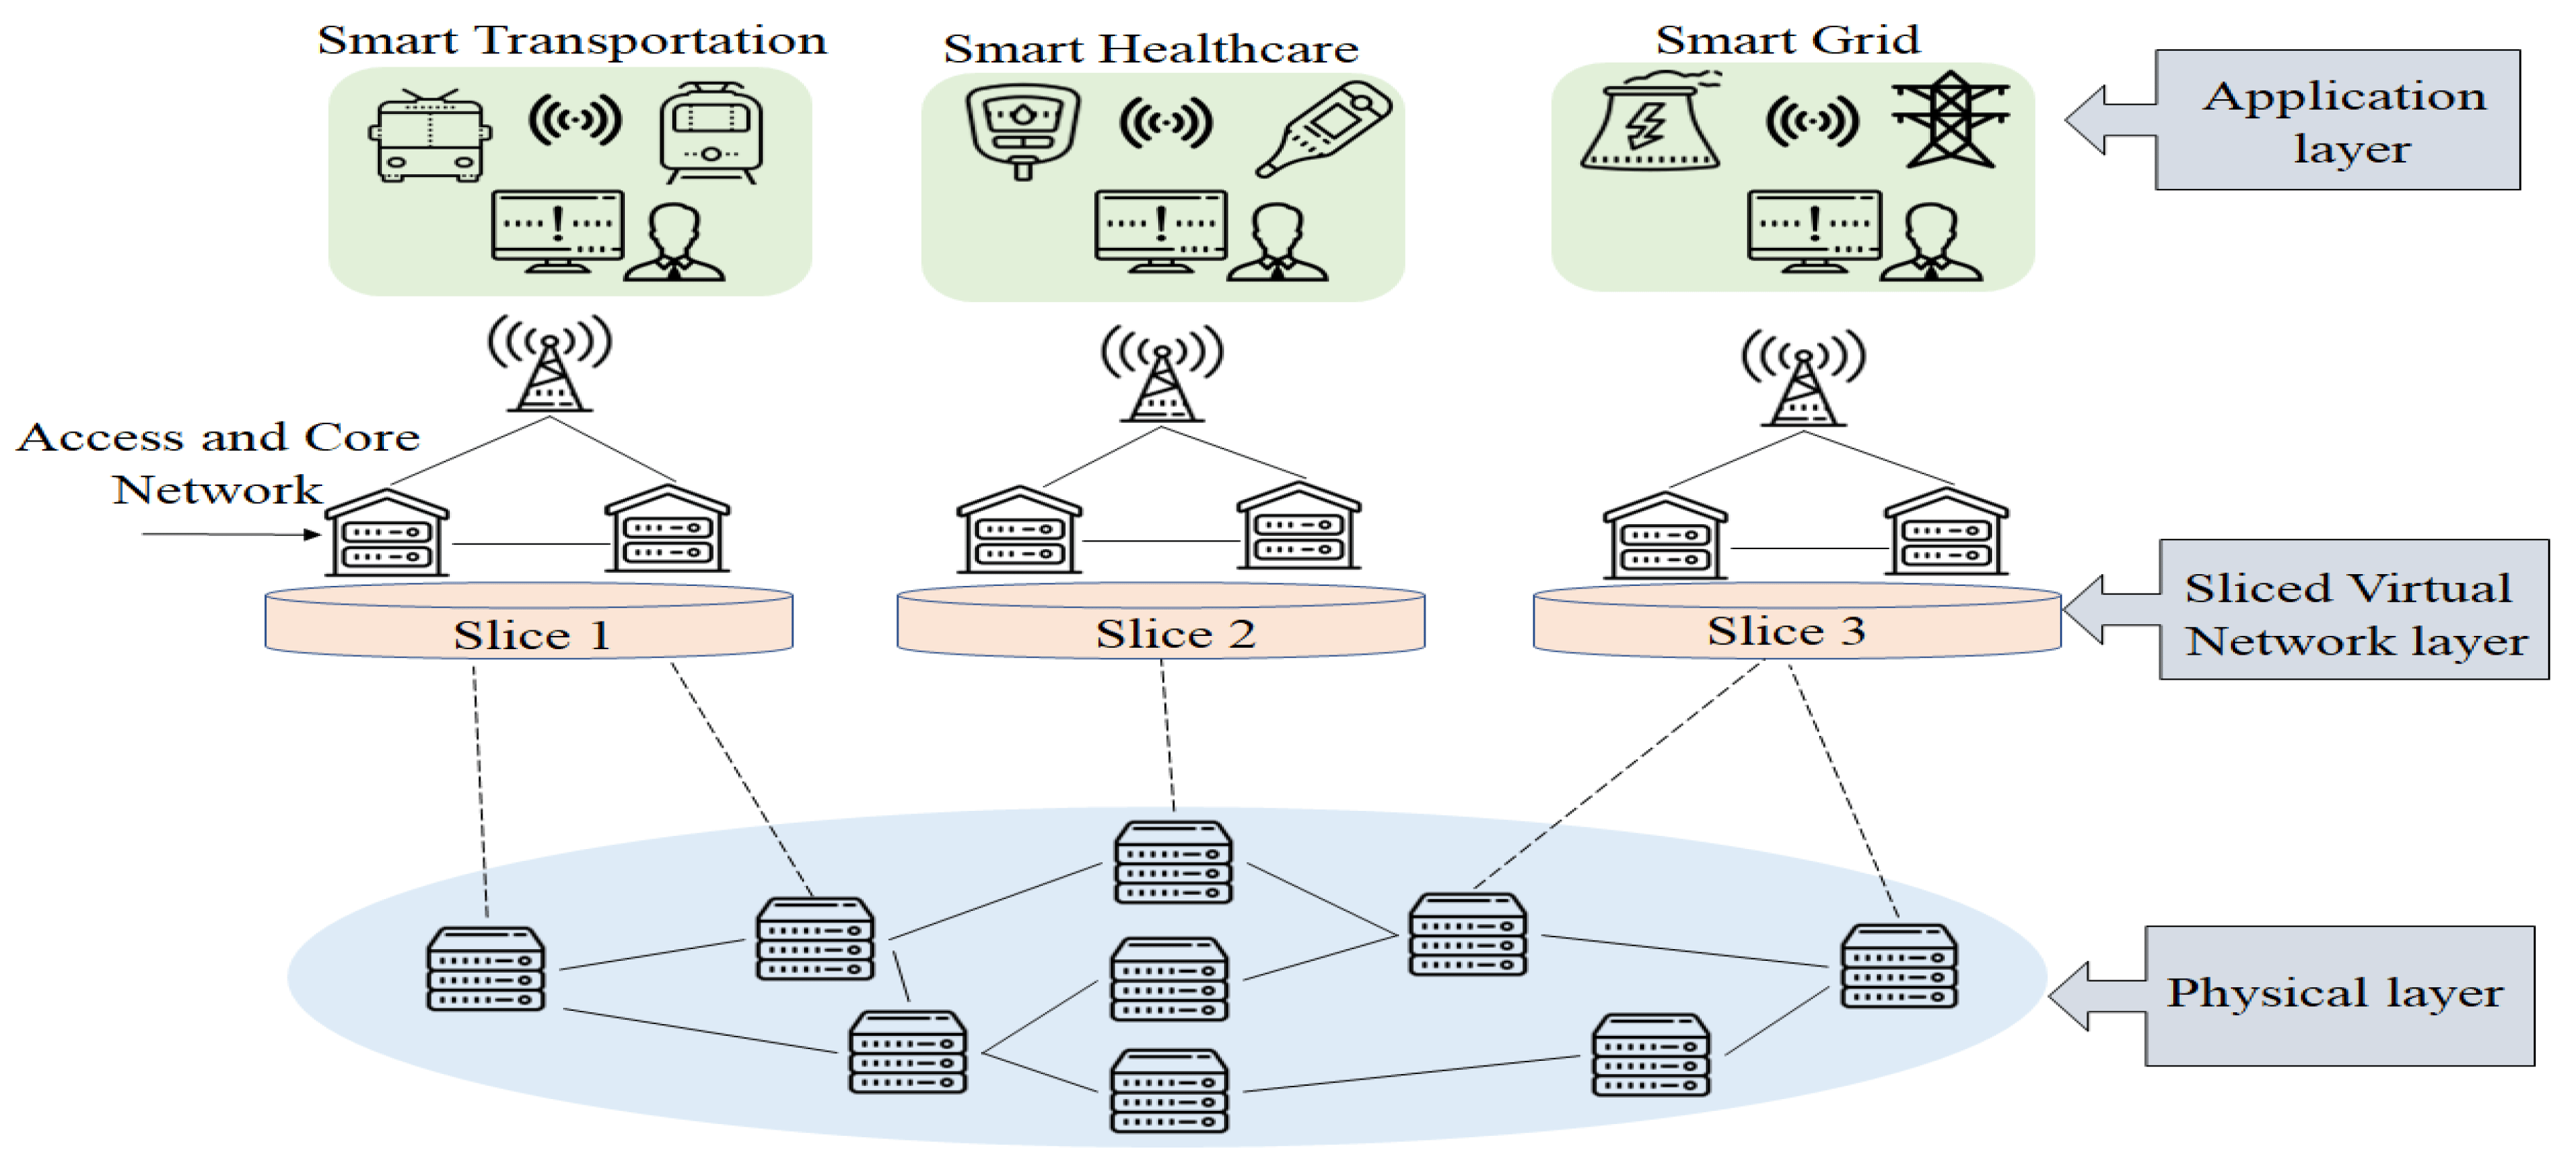 Smart Transportation
Smart Healthcare
Smart Grid
Application
layer
Access and Core
Network
Slice 1
Slice 2
Slice 3
Sliced Virtual
Network layer
Physical layer